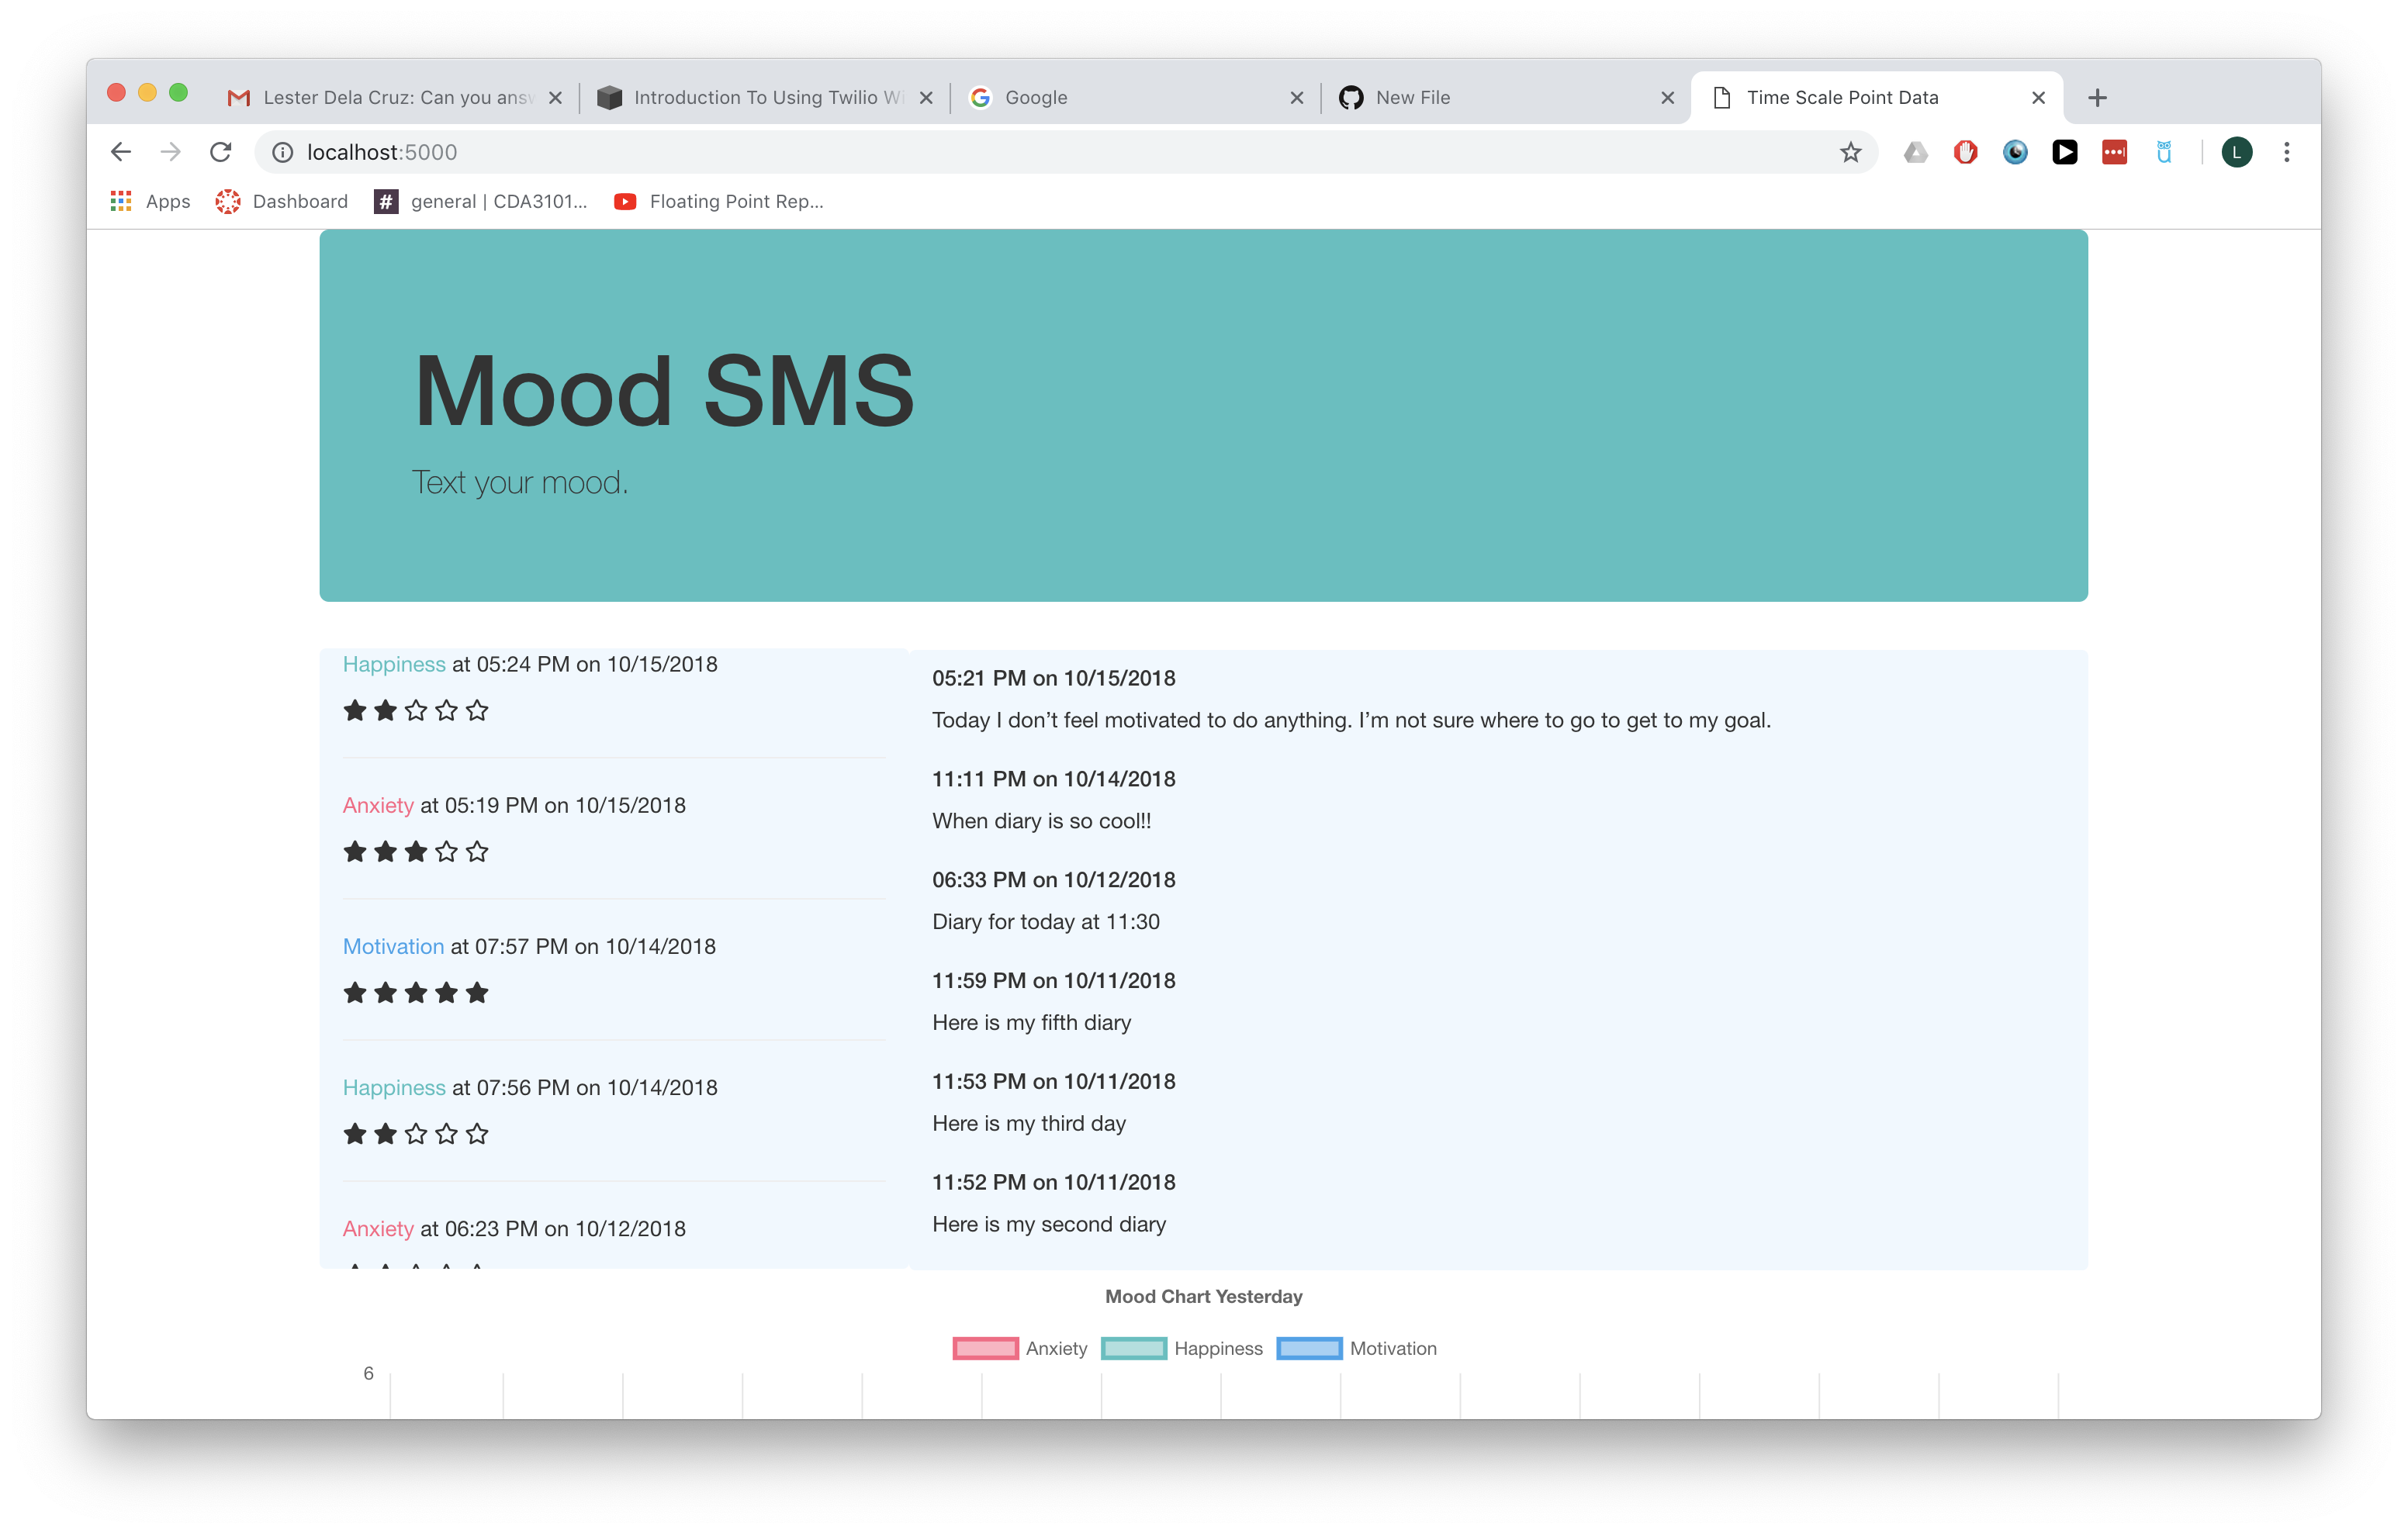 Lester Dela Cruz: Can you answ
Introduction To Using Twilio Wi
Google
New File
Time Scale Point Data
localhost:5000
L
Apps
Dashboard
# general | CDA3101...
Floating Point Rep...
Mood SMS
Text your mood.
Happiness at 05:24 PM on 10/15/2018
Anxiety at 05:19 PM on 10/15/2018
Motivation at 07:57 PM on 10/14/2018
Happiness at 07:56 PM on 10/14/2018
Anxiety at 06:23 PM on 10/12/2018
05:21 PM on 10/15/2018
Today I don’t feel motivated to do anything. I’m not sure where to go to get to my goal.
11:11 PM on 10/14/2018
When diary is so cool!!
06:33 PM on 10/12/2018
Diary for today at 11:30
11:59 PM on 10/11/2018
Here is my fifth diary
11:53 PM on 10/11/2018
Here is my third day
11:52 PM on 10/11/2018
Here is my second diary
Mood Chart Yesterday
Anxiety Happiness Motivation
6